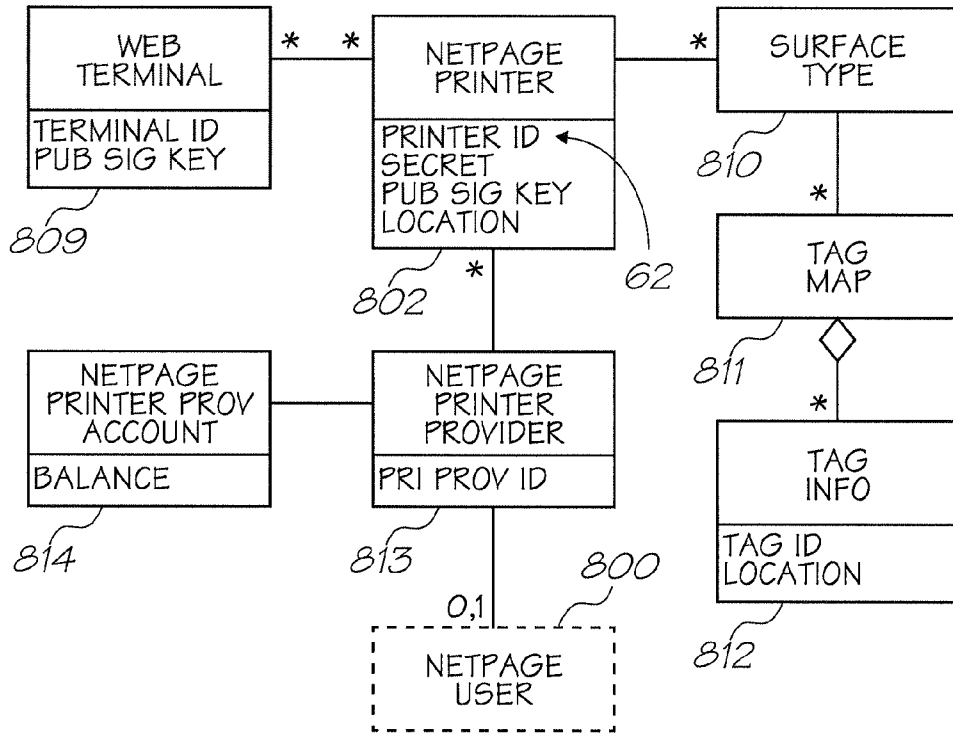 WEB
TERMINAL
TERMINAL ID
PUB SIG KEY
809
* *
NETPAGE
PRINTER
PRINTER ID
SECRET
PUB SIG KEY
LOCATION
802
62
*
*
SURFACE
TYPE
810
*
TAG
MAP
811
*
TAG
INFO
TAG ID
LOCATION
812
NETPAGE
PRINTER PROV
ACCOUNT
BALANCE
814
NETPAGE
PRINTER
PROVIDER
PRI PROV ID
813
0,1
800
NETPAGE
USER